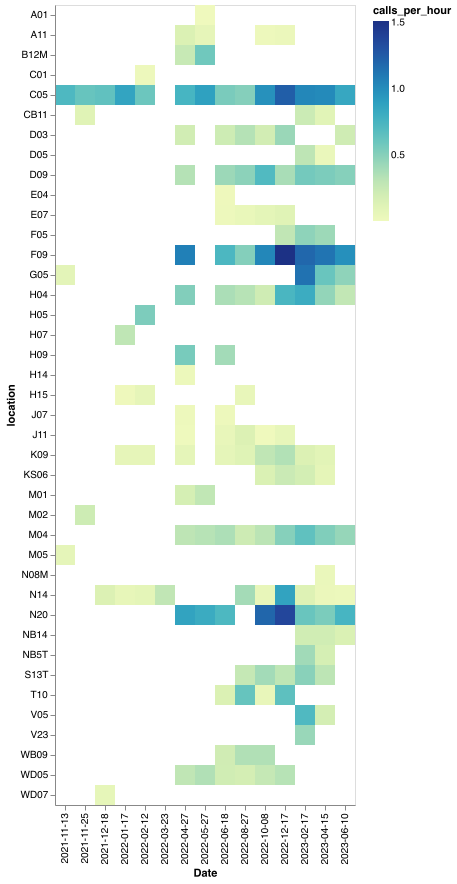 calls_per_hour
1.5
1.0
0.5
location
A01
A11
B12M
C01
C05
CB11
D03
D05
D09
E04
E07
F05
F09
G05
H04
H05
H07
H09
H14
H15
J07
J11
K09
KS06
M01
M02
M04
M05
N08M
N14
N20
NB14
NB5T
S13T
T10
V05
V23
WB09
WD05
WD07
2021-11-13
2021-11-25
2021-12-18
2022-01-17
2022-02-12
2022-03-23
2022-04-27
2022-05-27
2022-06-18
2022-08-27
2022-10-08
2022-12-17
2023-02-17
2023-04-15
2023-06-10
Date